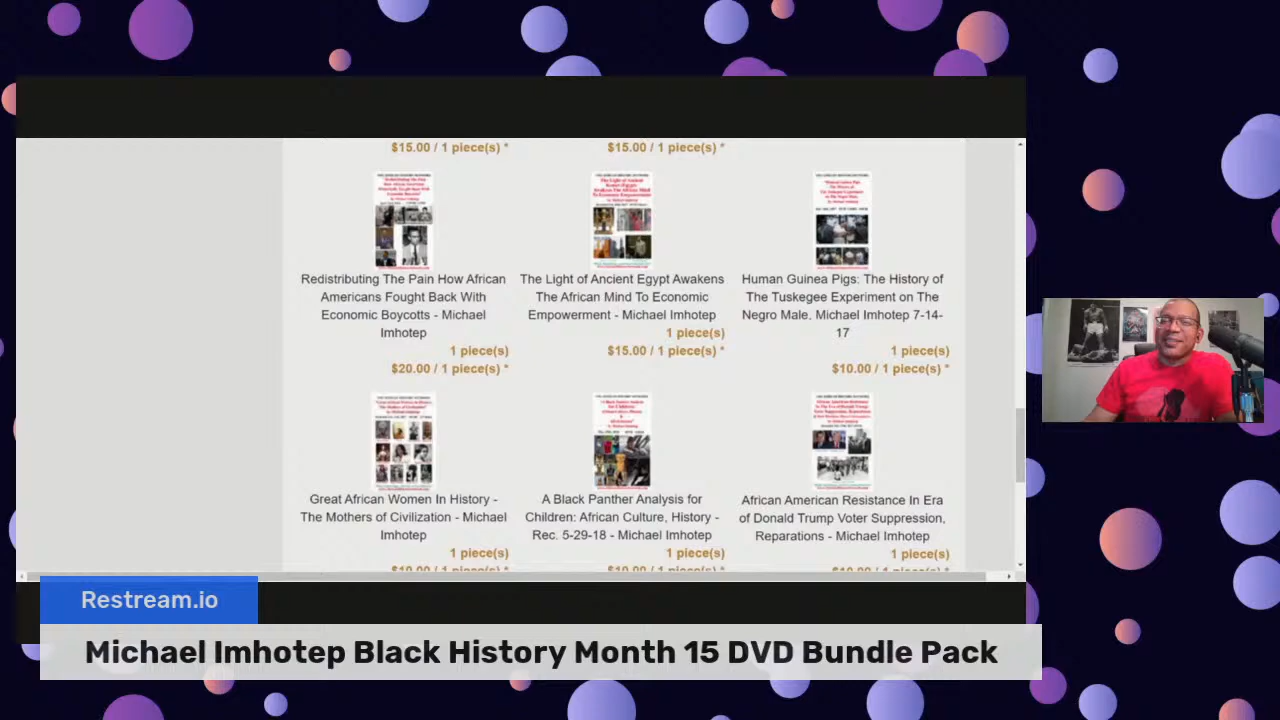 $15.00 / 1 piece(s) *
$15.00 / 1 piece(s) *
Redistributing The Pain How African
Americans Fought Back With
Economic Boycotts - Michael
Imhotep
1 piece(s)
$20.00 / 1 piece(s) *
The Light of Ancient Egypt Awakens
The African Mind To Economic
Empowerment - Michael Imhotep
1 piece(s)
$15.00 / 1 piece(s) *
Human Guinea Pigs: The History of
The Tuskegee Experiment on The
Negro Male. Michael Imhotep 7-14-
17
1 piece(s)
$10.00 / 1 piece(s) *
Great African Women In History -
The Mothers of Civilization - Michael
Imhotep
1 piece(s)
A Black Panther Analysis for
Children: African Culture, History -
Rec. 5-29-18 - Michael Imhotep
1 piece(s)
African American Resistance In Era
of Donald Trump Voter Suppression,
Reparations - Michael Imhotep
1 piece(s)
Restream.io
Michael Imhotep Black History Month 15 DVD Bundle Pack